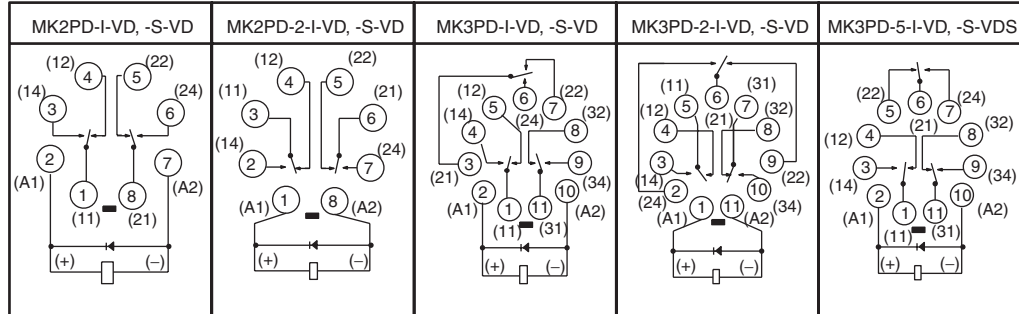 MK2PD-I-VD, -S-VD
MK2PD-2-I-VD, -S-VD
MK3PD-I-VD, -S-VD
MK3PD-2-I-VD, -S-VD
MK3PD-5-I-VD, -S-VDS
(12) (22)
4 5
(14) (24)
3 6
2 7
(A1) 1 8 (A2)
(11) (21)
(+) (−)
(12) (22)
4 5
(11) (21)
3 6
(14) (24)
2 7
(A1) 1 8 (A2)
(+) (−)
6
(12) 5 7 (22)
(14) (24) (32)
4 8
3 9
(21) 2 10 (34)
(A1) 1 11 (A2)
(11) (31)
(+) (−)
6 (31)
(11) 5 7
(12) (21) (32)
4 8
3 9
(14) 2 10 (22)
(24) 1 11 (34)
(A1) (A2)
(+) (−)
(22) 5 6 7 (24)
4 (21) 8 (32)
(12)
3 9
(14) 2 10 (34)
(A1) 1 11 (A2)
(11) (31)
(+) (−)